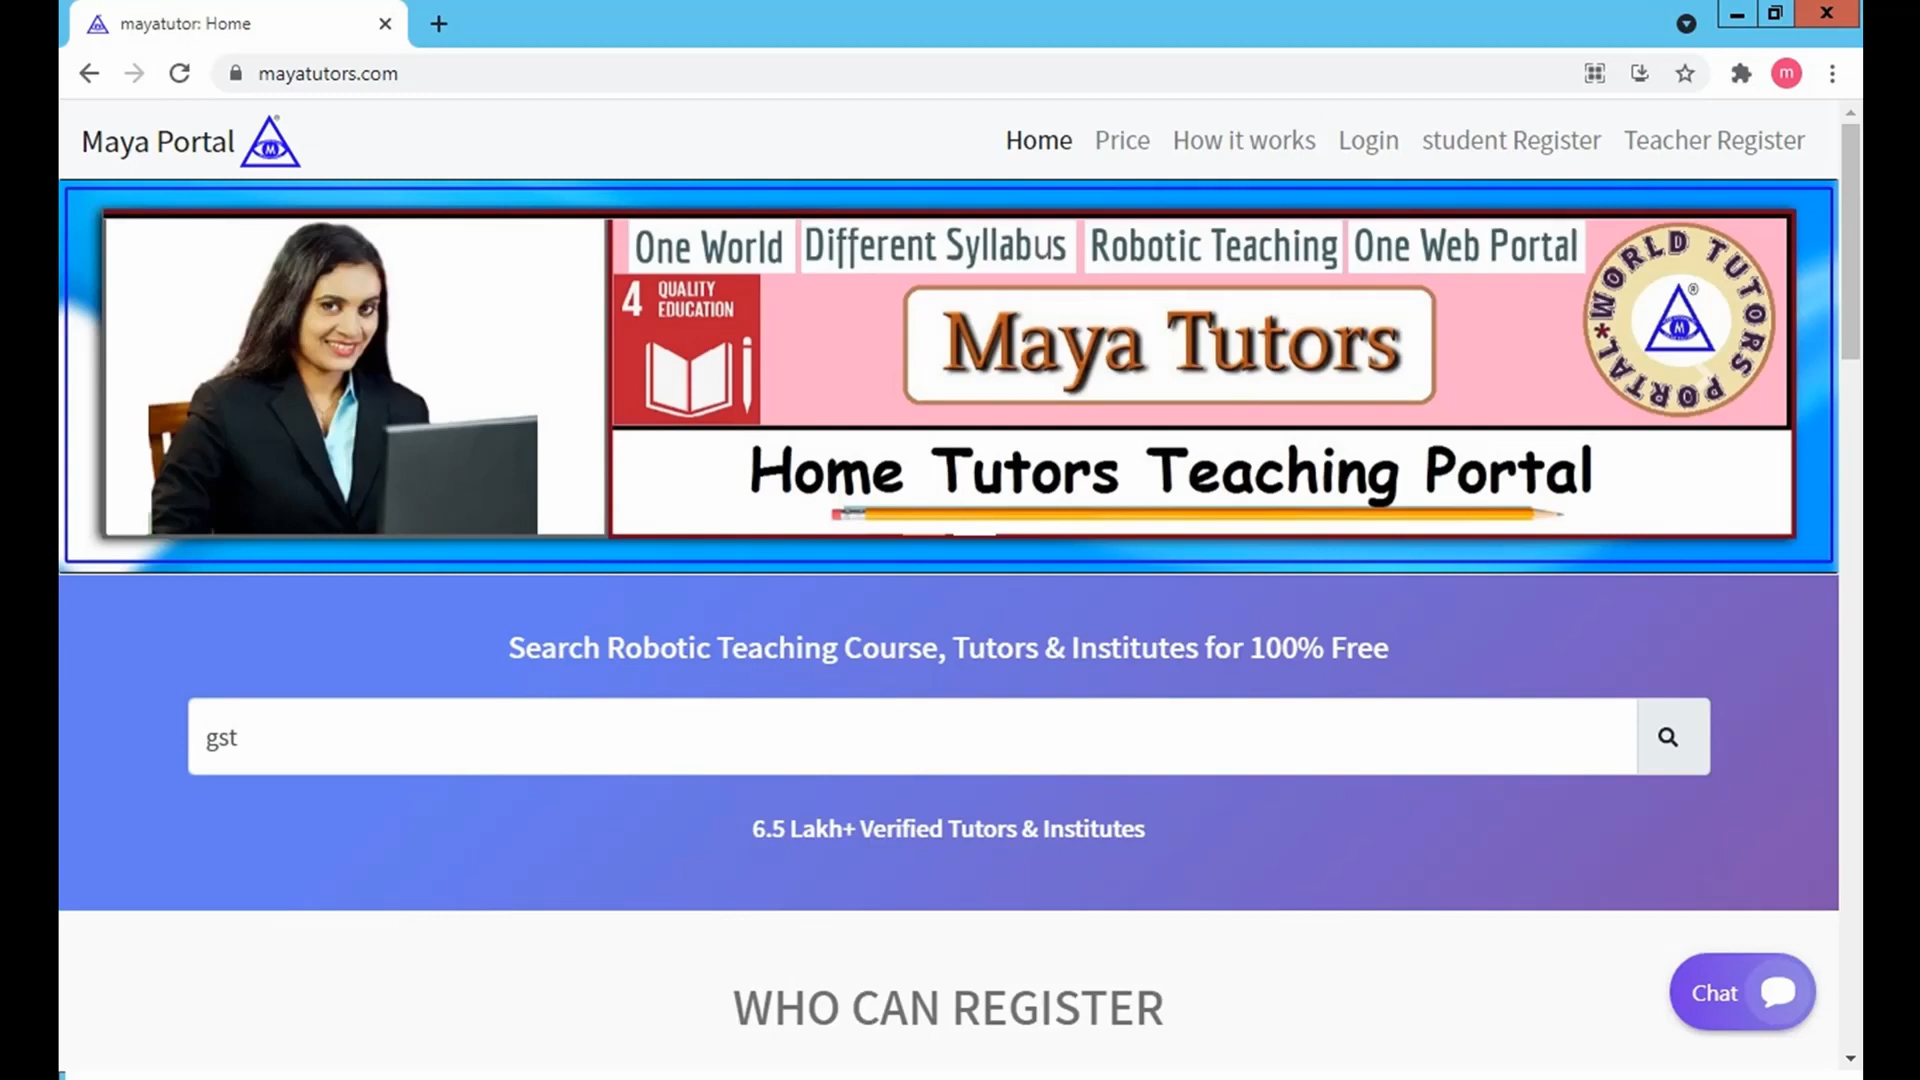 mayatutor: Home
mayatutors.com
m
Maya Portal
M
Home Price How it works Login student Register Teacher Register
One World Different Syllabus Robotic Teaching One Web Portal
4 QUALITY EDUCATION
Maya Tutors
WORLD TUTORS PORTAL*
M
Home Tutors Teaching Portal
Search Robotic Teaching Course, Tutors & Institutes for 100% Free
gst
6.5 Lakh+ Verified Tutors & Institutes
WHO CAN REGISTER
Chat